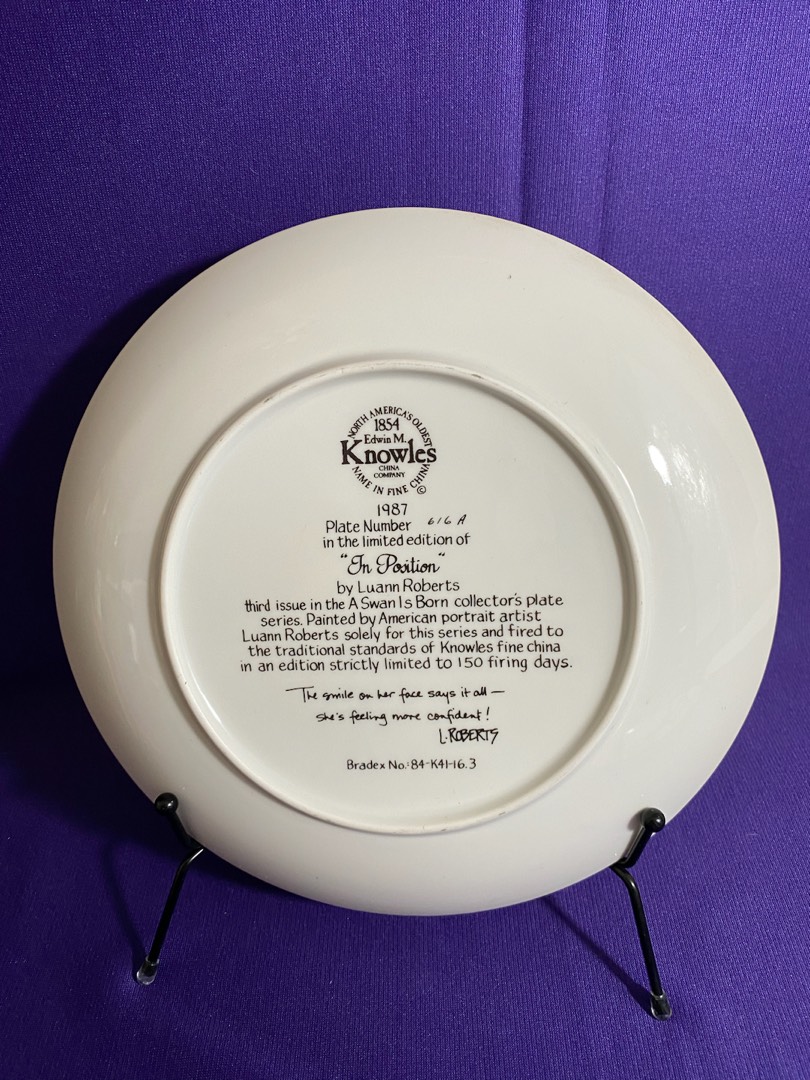 NORTH AMERICA'S OLDEST
1854
Edwin M.
Knowles
CHINA
COMPANY
NAME IN FINE CHINA
©
1987
Plate Number 616 A
in the limited edition of
"In Position"
by Luann Roberts
third issue in the A Swan Is Born collector's plate
series. Painted by American portrait artist
Luann Roberts solely for this series and fired to
the traditional standards of Knowles fine china
in an edition strictly limited to 150 firing days.
The smile on her face says it all —
she's feeling more confident!
L. ROBERTS
Bradex No.: 84-K41-16.3